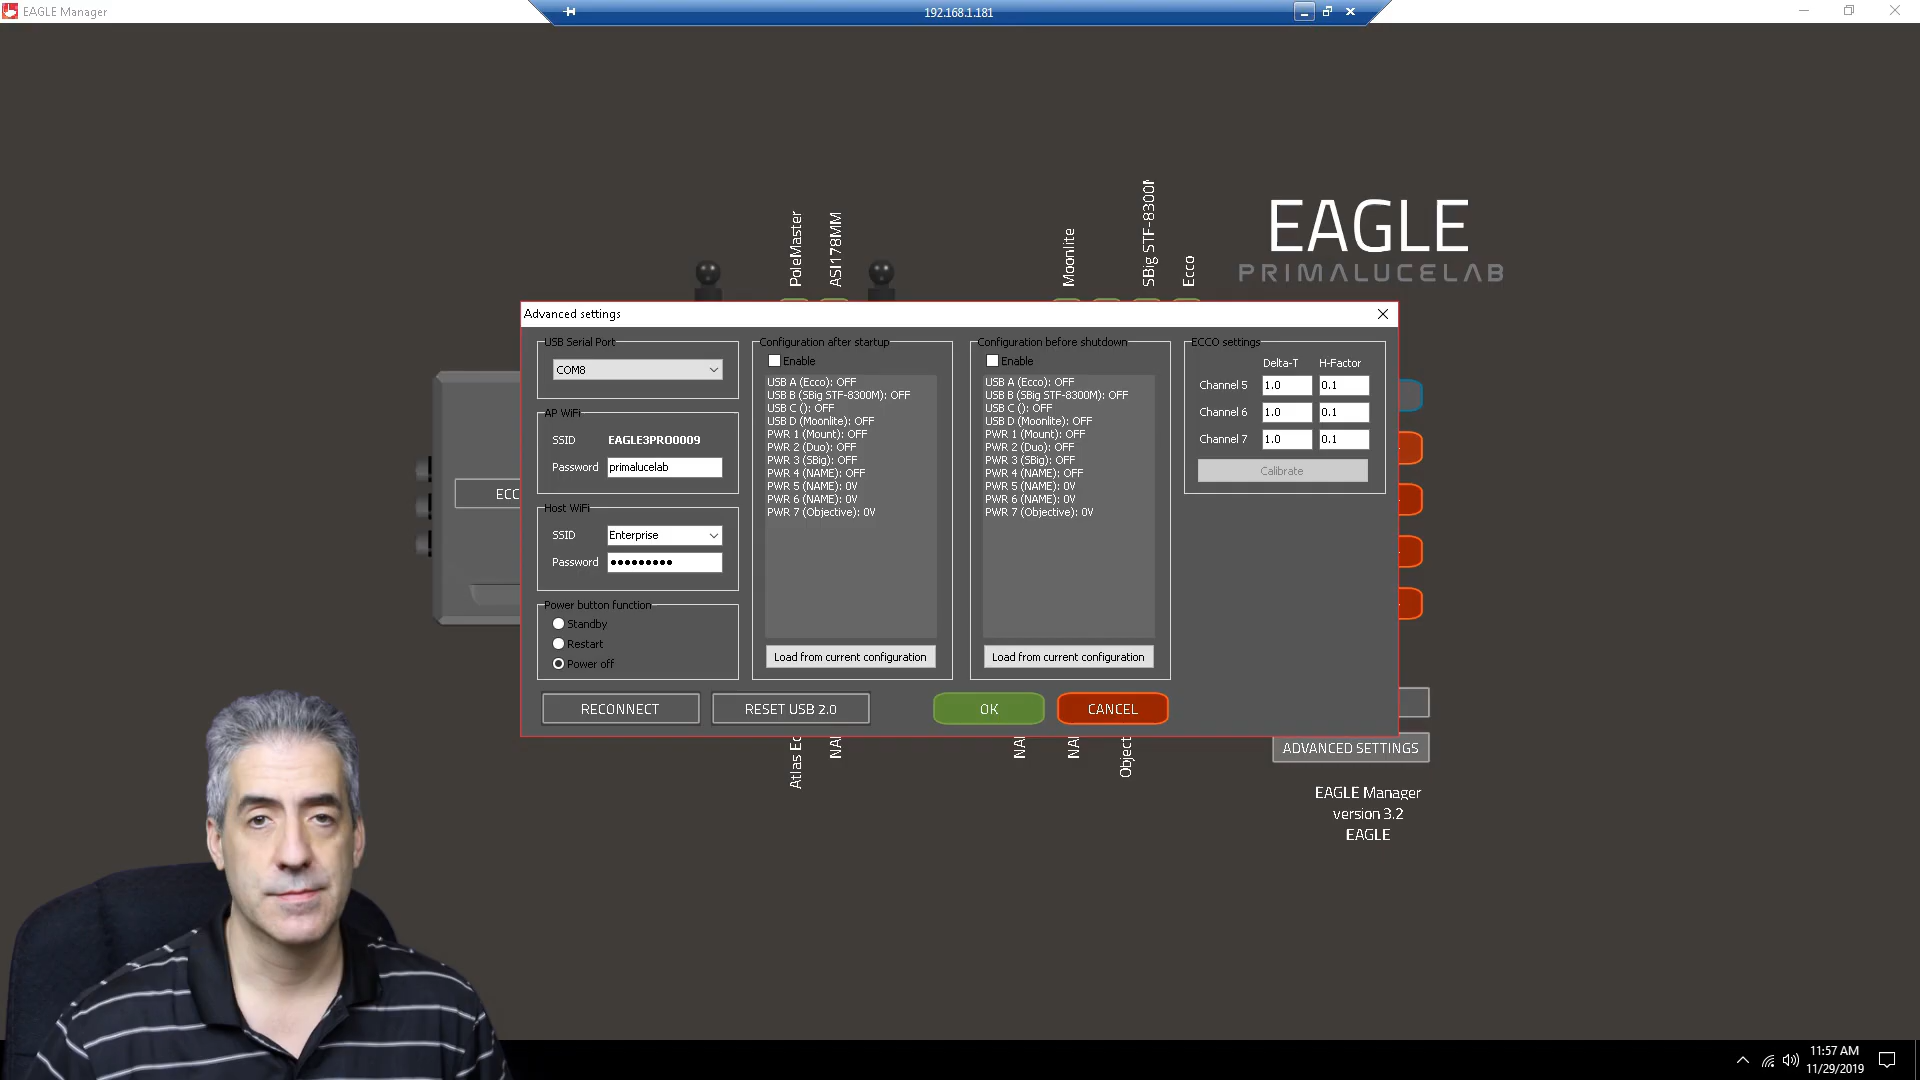 EAGLE Manager
192.168.1.181
PoleMaster
ASI178MM
Moonlite
SBig STF-8300M
Ecco
EAGLE
PRIMALUCELAB
Advanced settings
USB Serial Port
COM8
AP WiFi
SSID EAGLE3PRO0009
Password primalucelab
Host WiFi
SSID Enterprise
Password ●●●●●●●●●
Power button function
Standby
Restart
Power off
Configuration after startup
Enable
USB A (Ecco): OFF
USB B (SBig STF-8300M): OFF
USB C (): OFF
USB D (Moonlite): OFF
PWR 1 (Mount): OFF
PWR 2 (Duo): OFF
PWR 3 (SBig): OFF
PWR 4 (NAME): OFF
PWR 5 (NAME): 0V
PWR 6 (NAME): 0V
PWR 7 (Objective): 0V
Load from current configuration
Configuration before shutdown
Enable
USB A (Ecco): OFF
USB B (SBig STF-8300M): OFF
USB C (): OFF
USB D (Moonlite): OFF
PWR 1 (Mount): OFF
PWR 2 (Duo): OFF
PWR 3 (SBig): OFF
PWR 4 (NAME): OFF
PWR 5 (NAME): 0V
PWR 6 (NAME): 0V
PWR 7 (Objective): 0V
Load from current configuration
ECCO settings
Delta-T H-Factor
Channel 5 1.0 0.1
Channel 6 1.0 0.1
Channel 7 1.0 0.1
Calibrate
ECC
RECONNECT
RESET USB 2.0
OK
CANCEL
Atlas
NA
NA
NA
Object
ADVANCED SETTINGS
EAGLE Manager
version 3.2
EAGLE
11:57 AM
11/29/2019